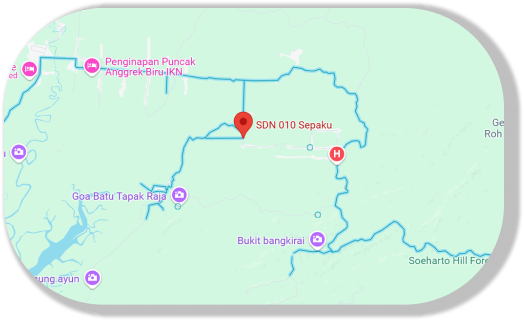 Penginapan Puncak
Anggrek Biru IKN
SDN 010 Sepaku
H
Goa Batu Tapak Raja
Bukit bangkirai
Soeharto Hill Fore
ung ayun
Ge
Roh